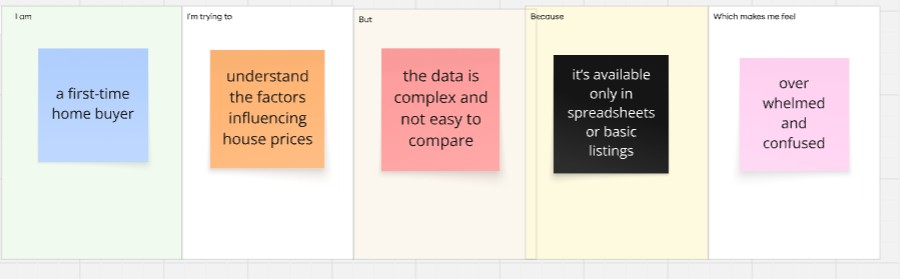 I am
a first-time
home buyer
I'm trying to
understand
the factors
influencing
house prices
But
the data is
complex and
not easy to
compare
Because
it's available
only in
spreadsheets
or basic
listings
Which makes me feel
over
whelmed
and
confused